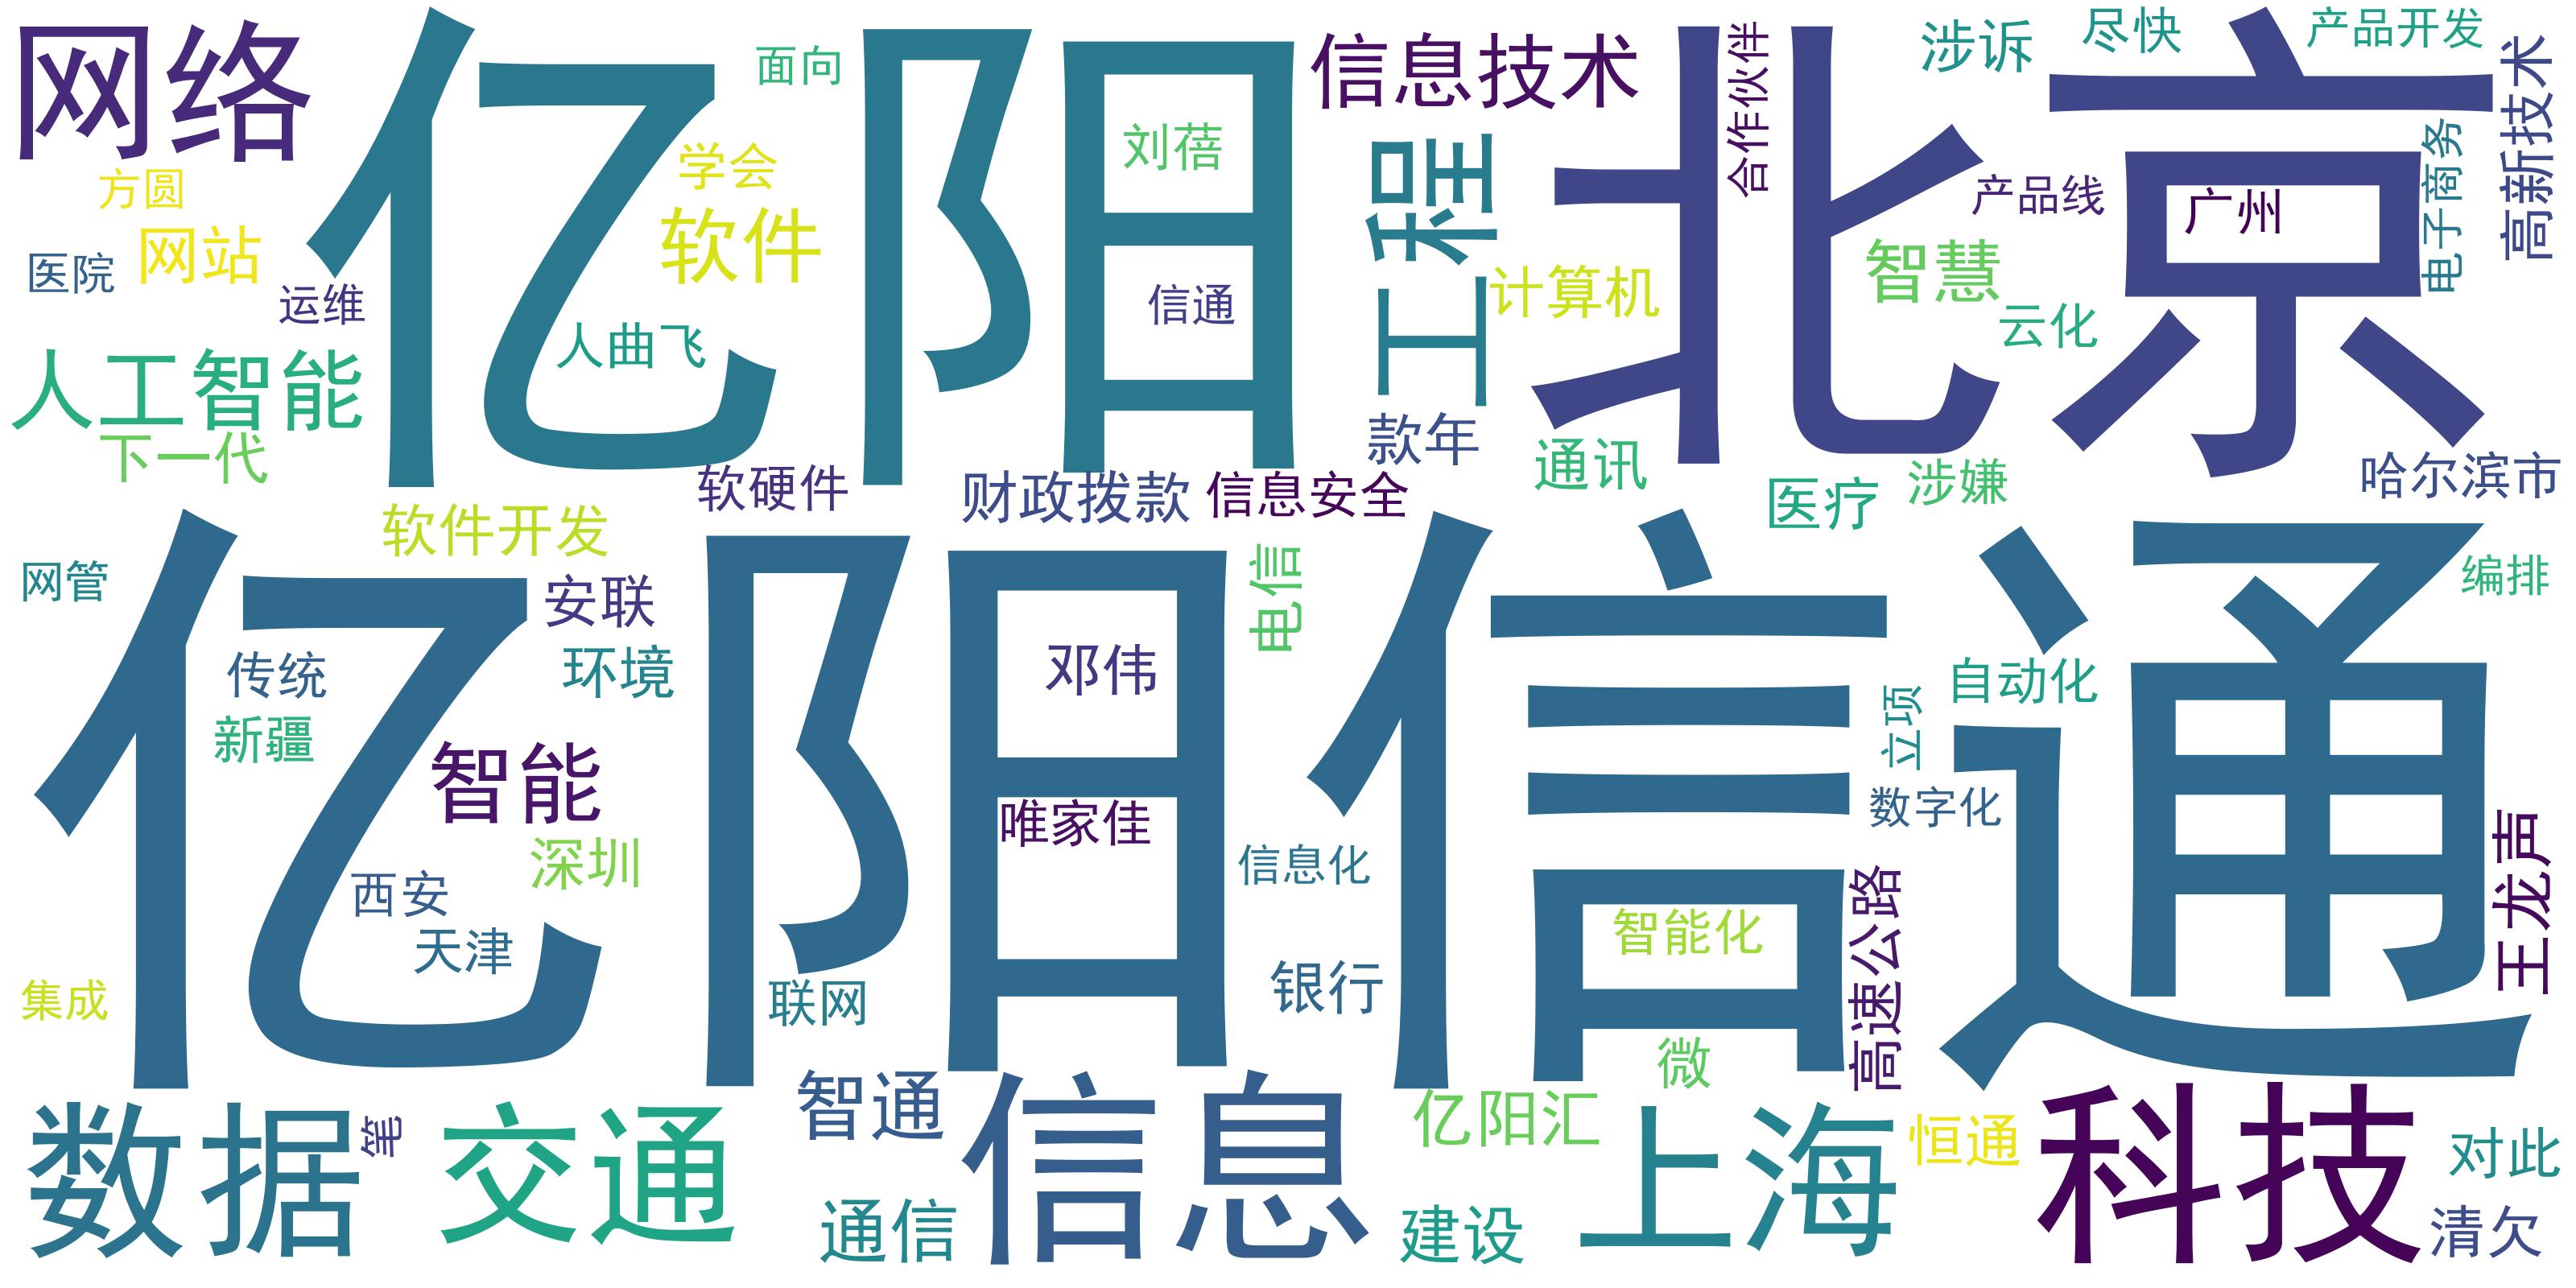 网络
亿阳
面向
信息技术
北京
合作伙伴
涉诉
尽快
产品开发
高新技术
方圆
学会
刘蓓
工程
产品线
广州
电子商务
医院
网站
运维
软件
信通
计算机
智慧
云化
人工智能
人曲飞
下一代
软硬件
财政拨款
信息安全
款年
通讯
医疗
涉嫌
哈尔滨市
软件开发
亿阳信通
网管
安联
电信
编排
传统
环境
邓伟
自动化
新疆
立项
智能
唯家佳
数字化
王龙声
深圳
信息化
西安
天津
智能化
高速公路
集成
联网
银行
微
数据
笔
交通
智通
信息
亿阳汇
上海
恒通
科技
对此
通信
建设
清欠